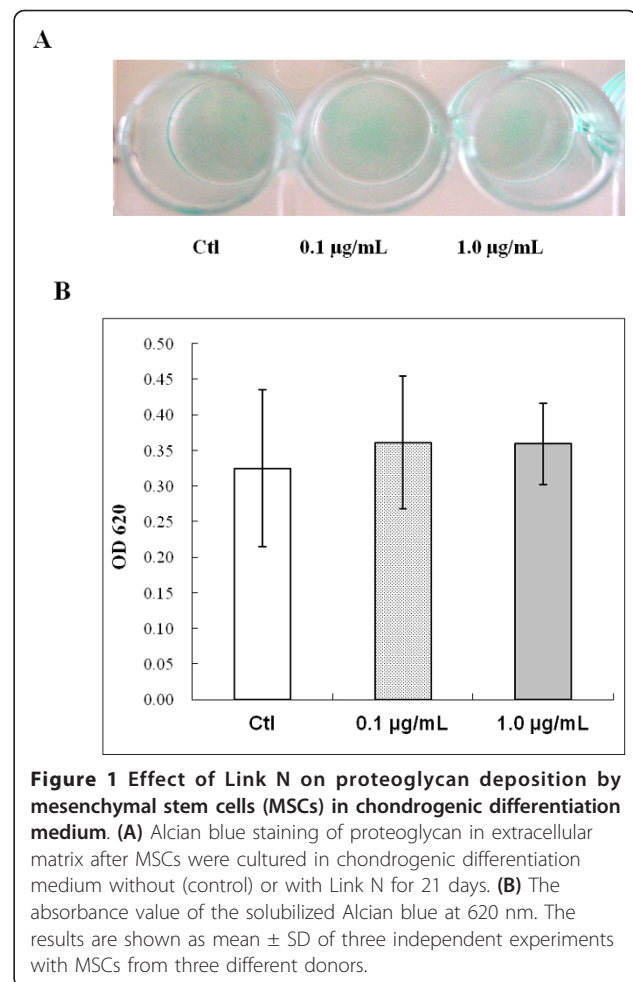 A
Ctl 0.1 µg/mL 1.0 µg/mL
B
0.50
0.45
0.40
0.35
0.30
0.25
0.20
0.15
0.10
0.05
0.00
OD 620
Ctl 0.1 µg/mL 1.0 µg/mL
Figure 1 Effect of Link N on proteoglycan deposition by
mesenchymal stem cells (MSCs) in chondrogenic differentiation
medium. (A) Alcian blue staining of proteoglycan in extracellular
matrix after MSCs were cultured in chondrogenic differentiation
medium without (control) or with Link N for 21 days. (B) The
absorbance value of the solubilized Alcian blue at 620 nm. The
results are shown as mean ± SD of three independent experiments
with MSCs from three different donors.